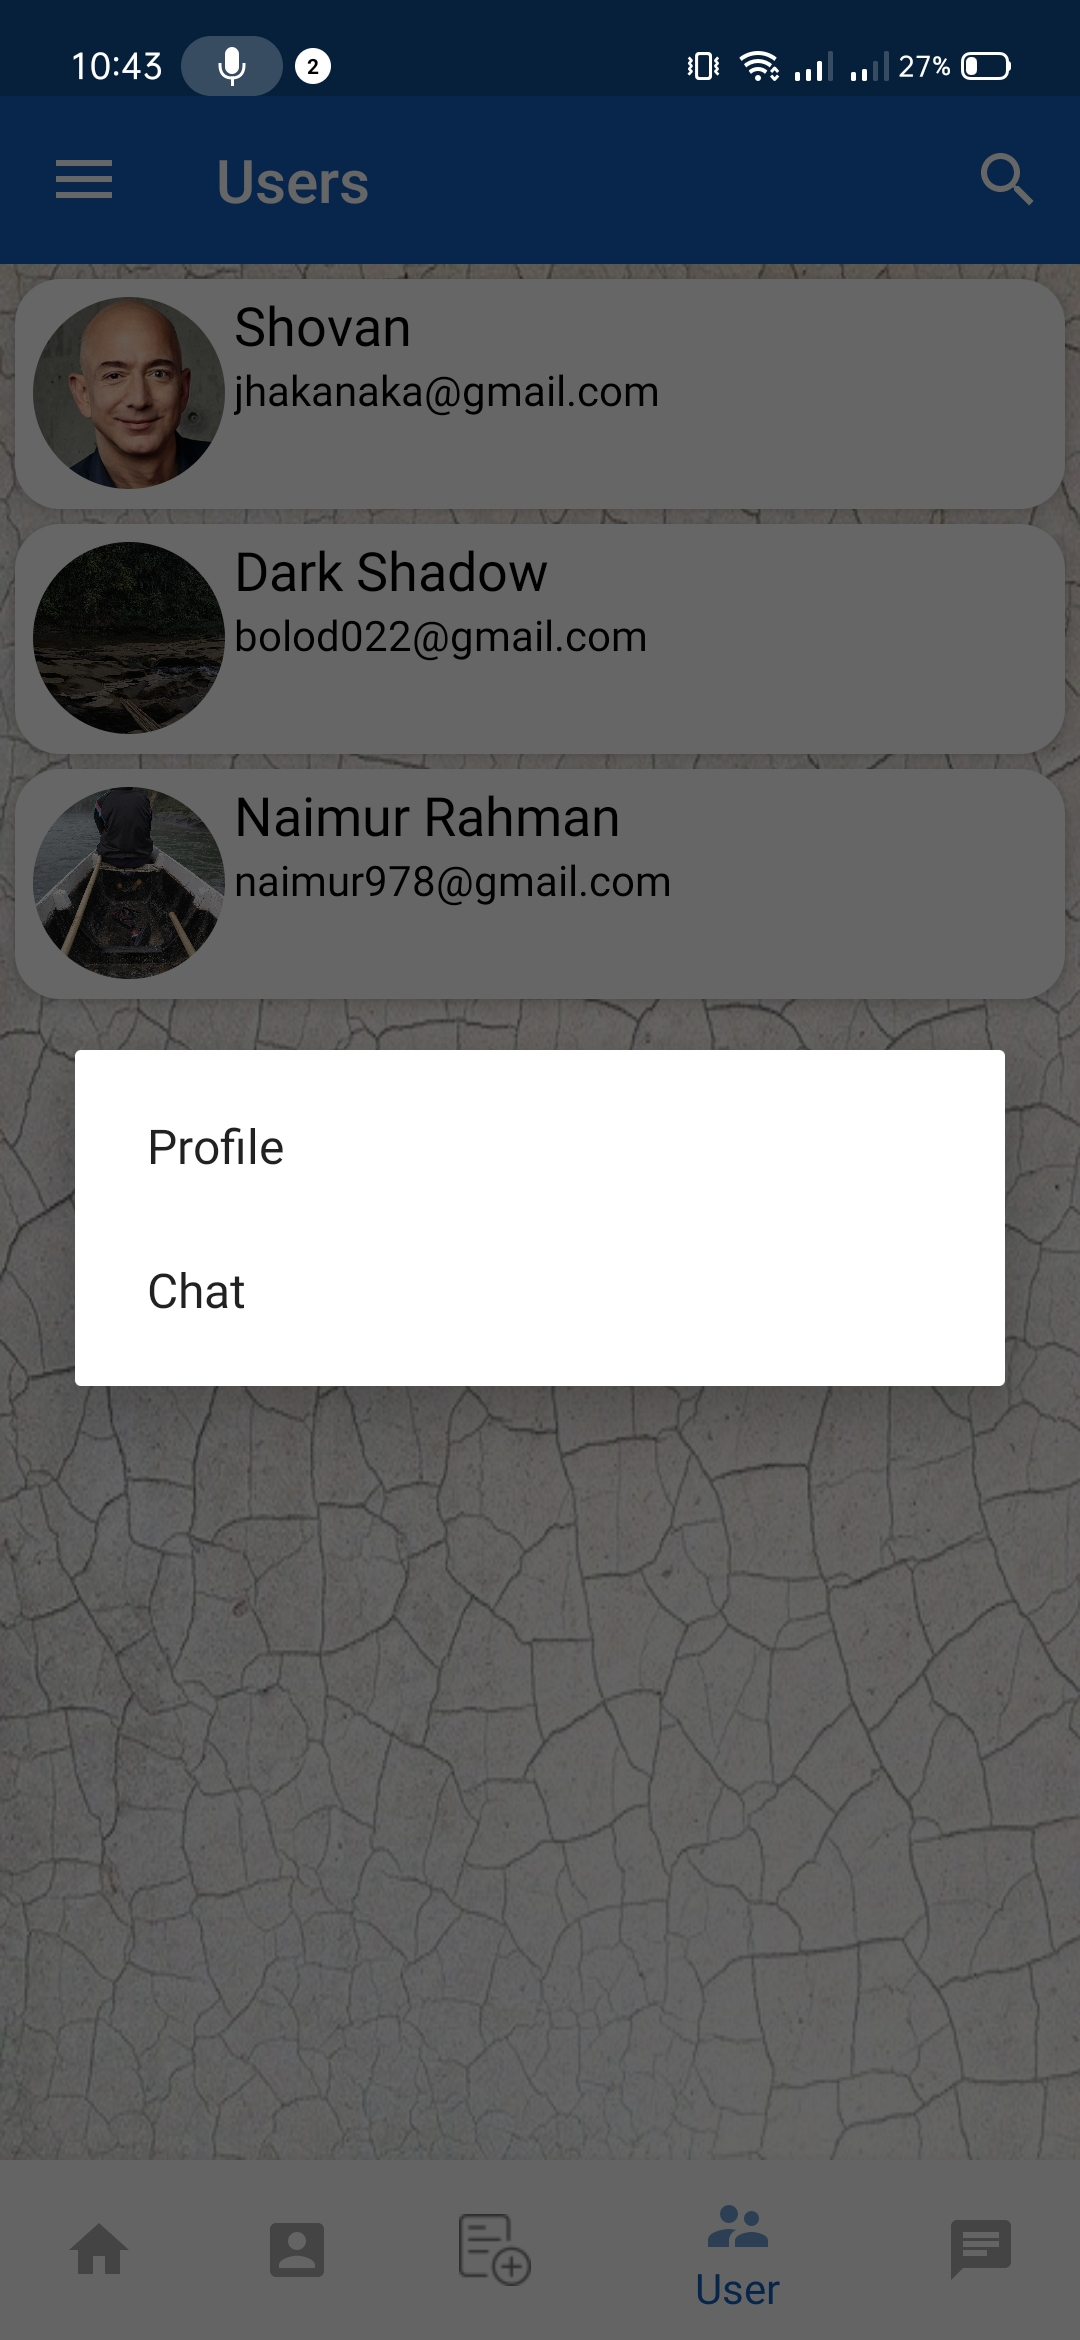 10:43
2
27%
Users
Shovan
jhakanaka@gmail.com
Dark Shadow
bolod022@gmail.com
Naimur Rahman
naimur978@gmail.com
Profile
Chat
User